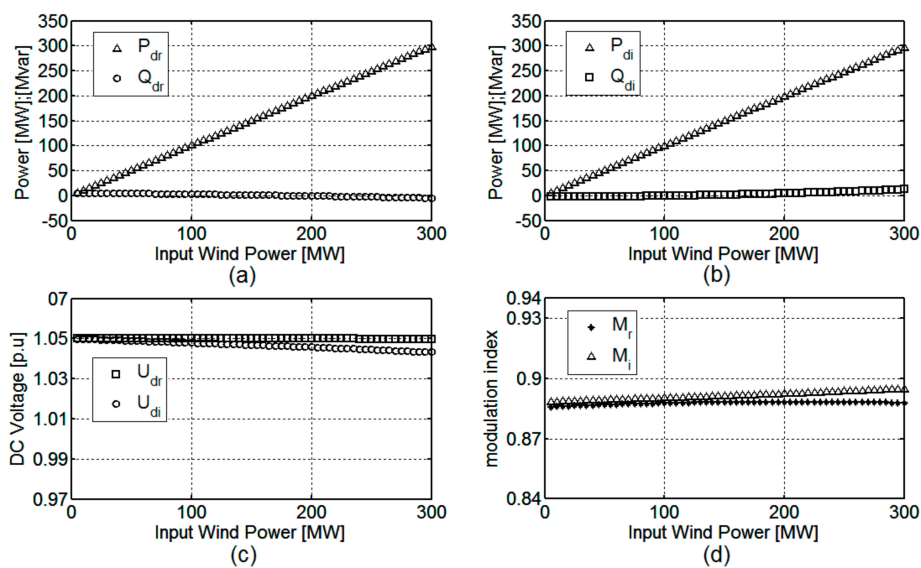 350
300
250
200
150
100
50
0
-50
Power [MW];[Mvar]
P_dr
Q_dr
0 100 200 300
Input Wind Power [MW]
(a)
350
300
250
200
150
100
50
0
-50
Power [MW];[Mvar]
P_di
Q_di
0 100 200 300
Input Wind Power [MW]
(b)
07
1.05
1.03
1.01
0.99
0.97
DC Voltage [p.u]
U_dr
U_di
0 100 200 300
Input Wind Power [MW]
(c)
0.94
0.93
0.9
0.87
0.84
modulation index
M_r
M_i
0 100 200 300
Input Wind Power [MW]
(d)